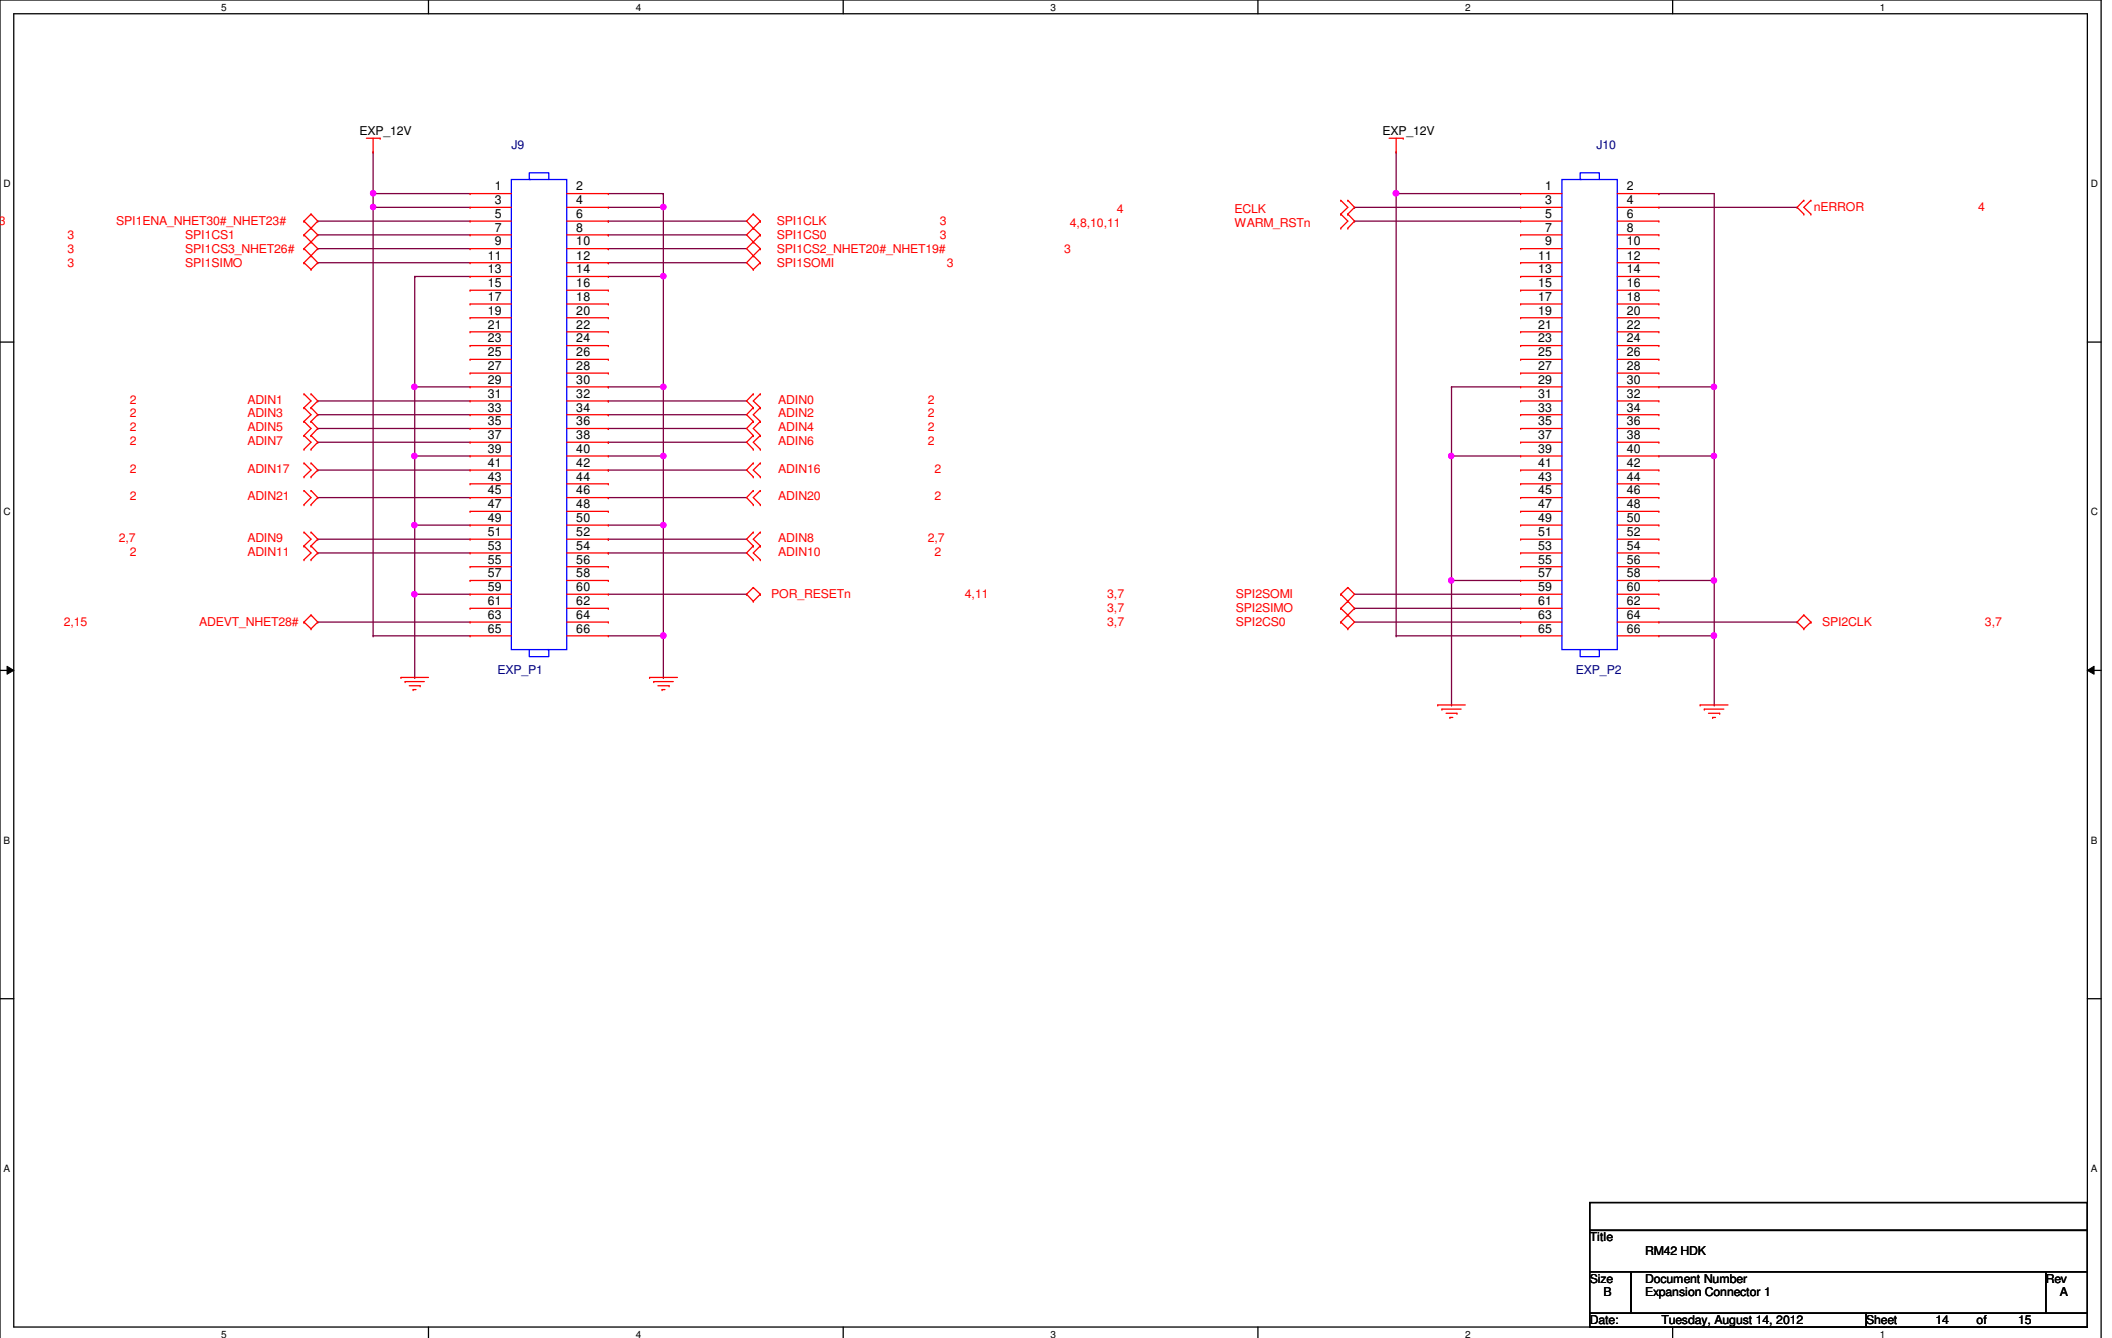 5 4 3 2 1
EXP_12V EXP_12V
J9 J10
D D
1 2 1 2
3 4 3 4
4 ECLK nERROR 4
3 SPI1ENA_NHET30#_NHET23# 5 6 SPI1CLK 3 4,8,10,11 WARM_RSTn 5 6
3 SPI1CS1 7 8 SPI1CS0 3 7 8
3 SPI1CS3_NHET26# 9 10 SPI1CS2_NHET20#_NHET19# 3 9 10
3 SPI1SIMO 11 12 SPI1SOMI 3 11 12
13 14 13 14
15 16 15 16
17 18 17 18
19 20 19 20
21 22 21 22
23 24 23 24
25 26 25 26
27 28 27 28
29 30 29 30
2 ADIN1 31 32 ADIN0 2 31 32
2 ADIN3 33 34 ADIN2 2 33 34
2 ADIN5 35 36 ADIN4 2 35 36
2 ADIN7 37 38 ADIN6 2 37 38
39 40 39 40
2 ADIN17 41 42 ADIN16 2 41 42
43 44 43 44
2 ADIN21 45 46 ADIN20 2 45 46
47 48 47 48
C C
49 50 49 50
2,7 ADIN9 51 52 ADIN8 2,7 51 52
2 ADIN11 53 54 ADIN10 2 53 54
55 56 55 56
57 58 57 58
59 60 POR_RESETn 4,11 3,7 SPI2SOMI 59 60
61 62 3,7 SPI2SIMO 61 62
2,15 ADEVT_NHET28# 63 64 3,7 SPI2CS0 63 64 SPI2CLK 3,7
65 66 65 66
EXP_P1 EXP_P2
B B
A A
Title
RM42 HDK
Size Document Number Rev
B Expansion Connector 1 A
Date: Tuesday, August 14, 2012 Sheet 14 of 15
5 4 3 2 1